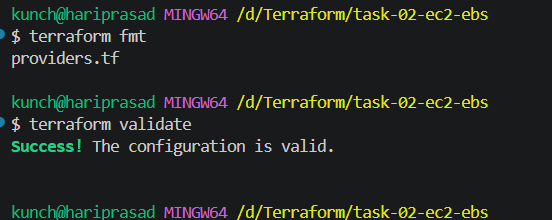 kunch@hariprasad MINGW64 /d/Terraform/task-02-ec2-ebs
$ terraform fmt
providers.tf
kunch@hariprasad MINGW64 /d/Terraform/task-02-ec2-ebs
$ terraform validate
Success! The configuration is valid.
kunch@hariprasad MINGW64 /d/Terraform/task-02-ec2-ebs